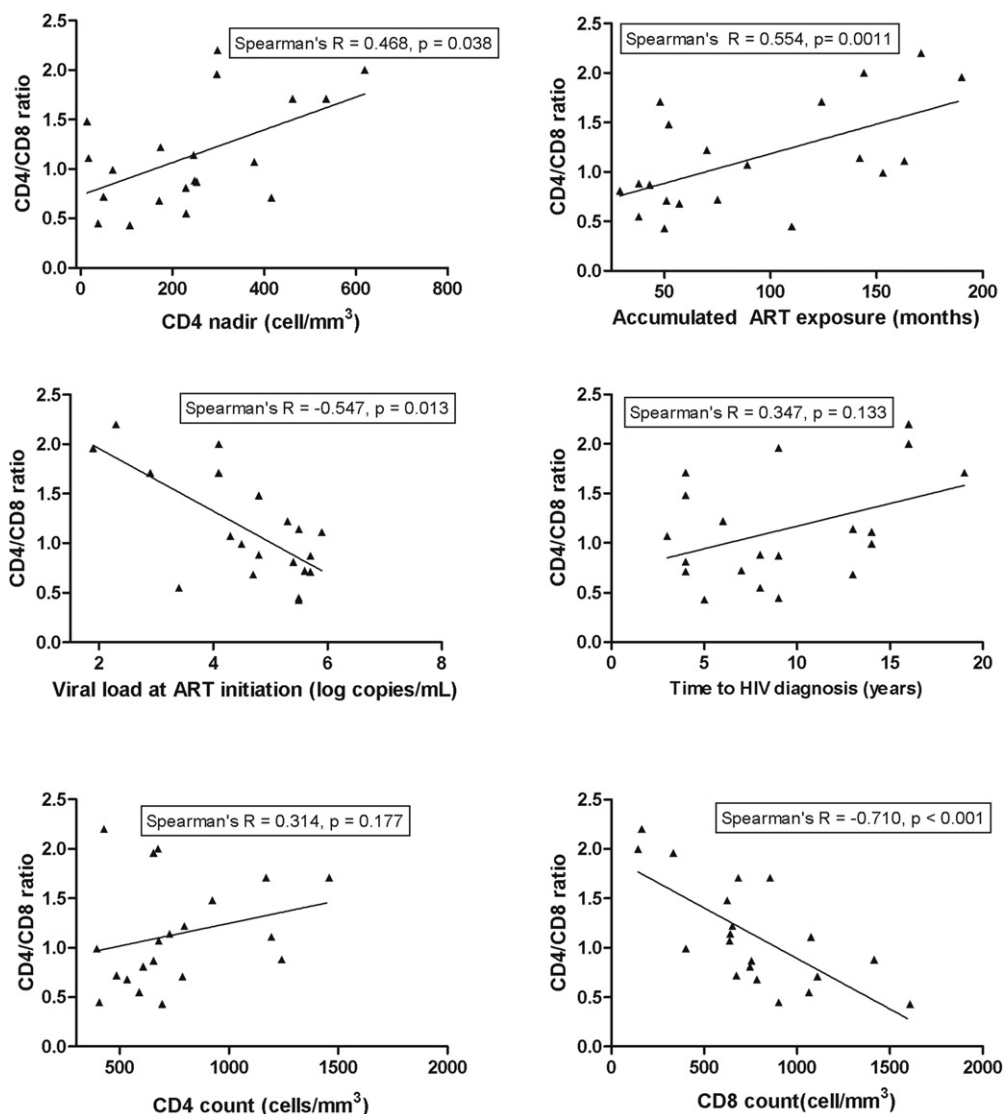 Spearman's R = 0.468, p = 0.038
CD4/CD8 ratio
2.5
2.0
1.5
1.0
0.5
0.0
0 200 400 600 800
CD4 nadir (cell/mm³)
Spearman's R = 0.554, p= 0.0011
CD4/CD8 ratio
2.5
2.0
1.5
1.0
0.5
0.0
50 100 150 200
Accumulated ART exposure (months)
Spearman's R = -0.547, p = 0.013
CD4/CD8 ratio
2.5
2.0
1.5
1.0
0.5
0.0
2 4 6 8
Viral load at ART initiation (log copies/mL)
Spearman's R = 0.347, p = 0.133
CD4/CD8 ratio
2.5
2.0
1.5
1.0
0.5
0.0
0 5 10 15 20
Time to HIV diagnosis (years)
Spearman's R = 0.314, p = 0.177
CD4/CD8 ratio
2.5
2.0
1.5
1.0
0.5
0.0
500 1000 1500 2000
CD4 count (cells/mm³)
Spearman's R = -0.710, p < 0.001
CD4/CD8 ratio
2.5
2.0
1.5
1.0
0.5
0.0
0 500 1000 1500 2000
CD8 count(cell/mm³)